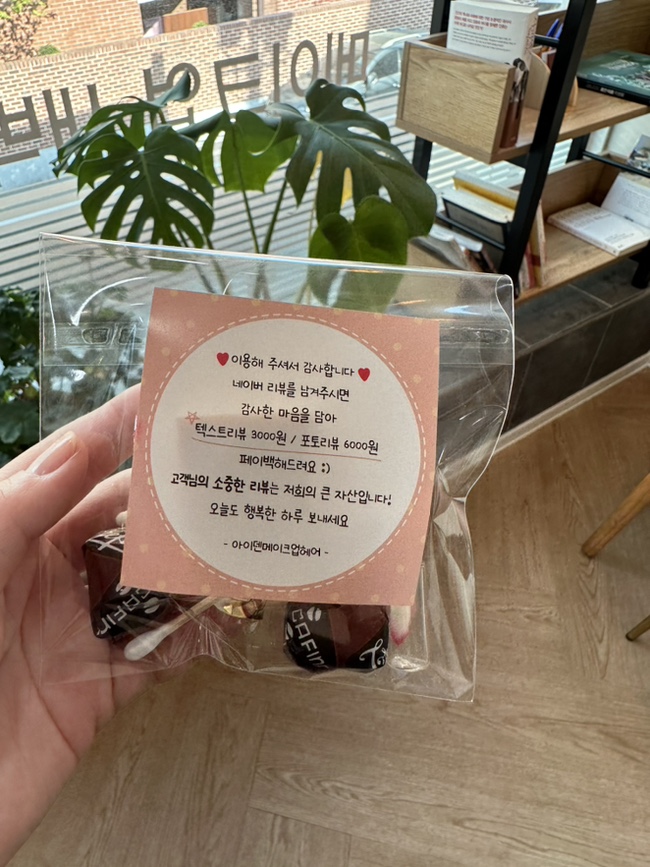 ❤이용해 주셔서 감사합니다❤
네이버 리뷰를 남겨주시면
감사한 마음을 담아
☆텍스트리뷰 3000원 / 포토리뷰 6000원
페이백해드려요 :)
고객님의 소중한 리뷰는 저희의 큰 자산입니다!
오늘도 행복한 하루 보내세요
- 아이덴메이크업헤어 -